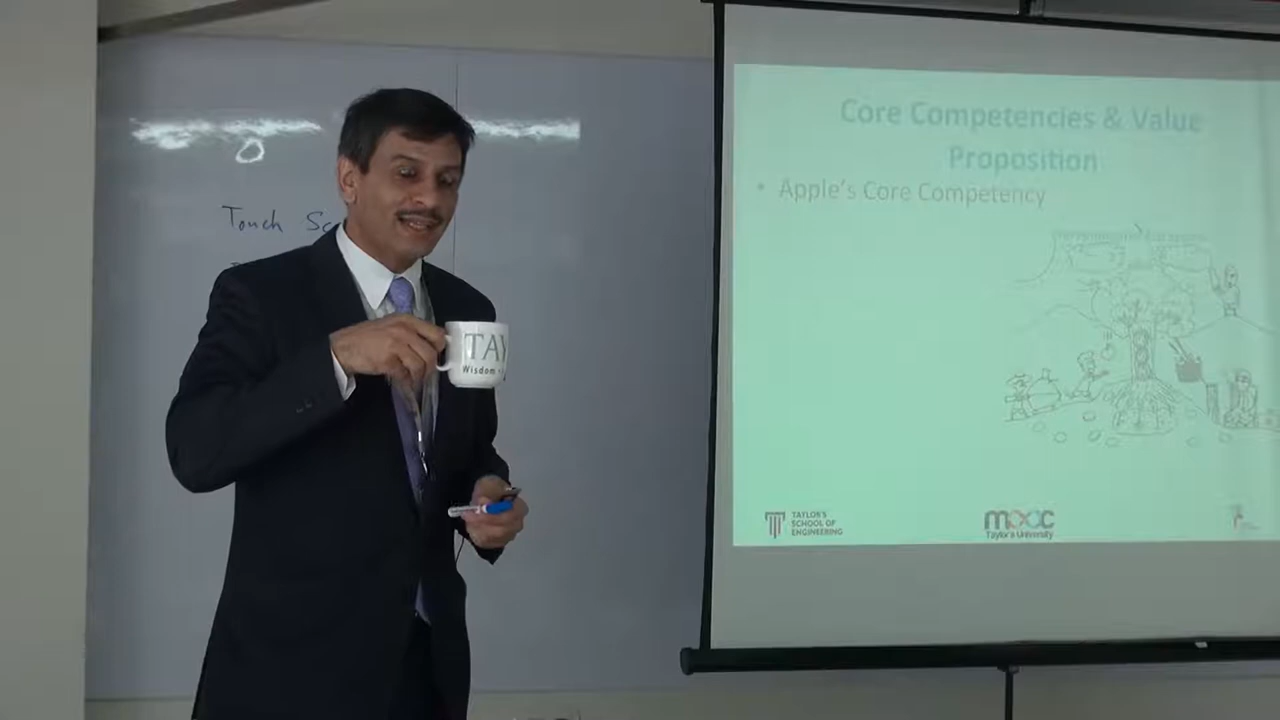 Touch Sc
TAY
Wisdom
Core Competencies & Value
Proposition
• Apple's Core Competency
TAYLOR'S
SCHOOL OF
ENGINEERING
mooc
Taylor's University